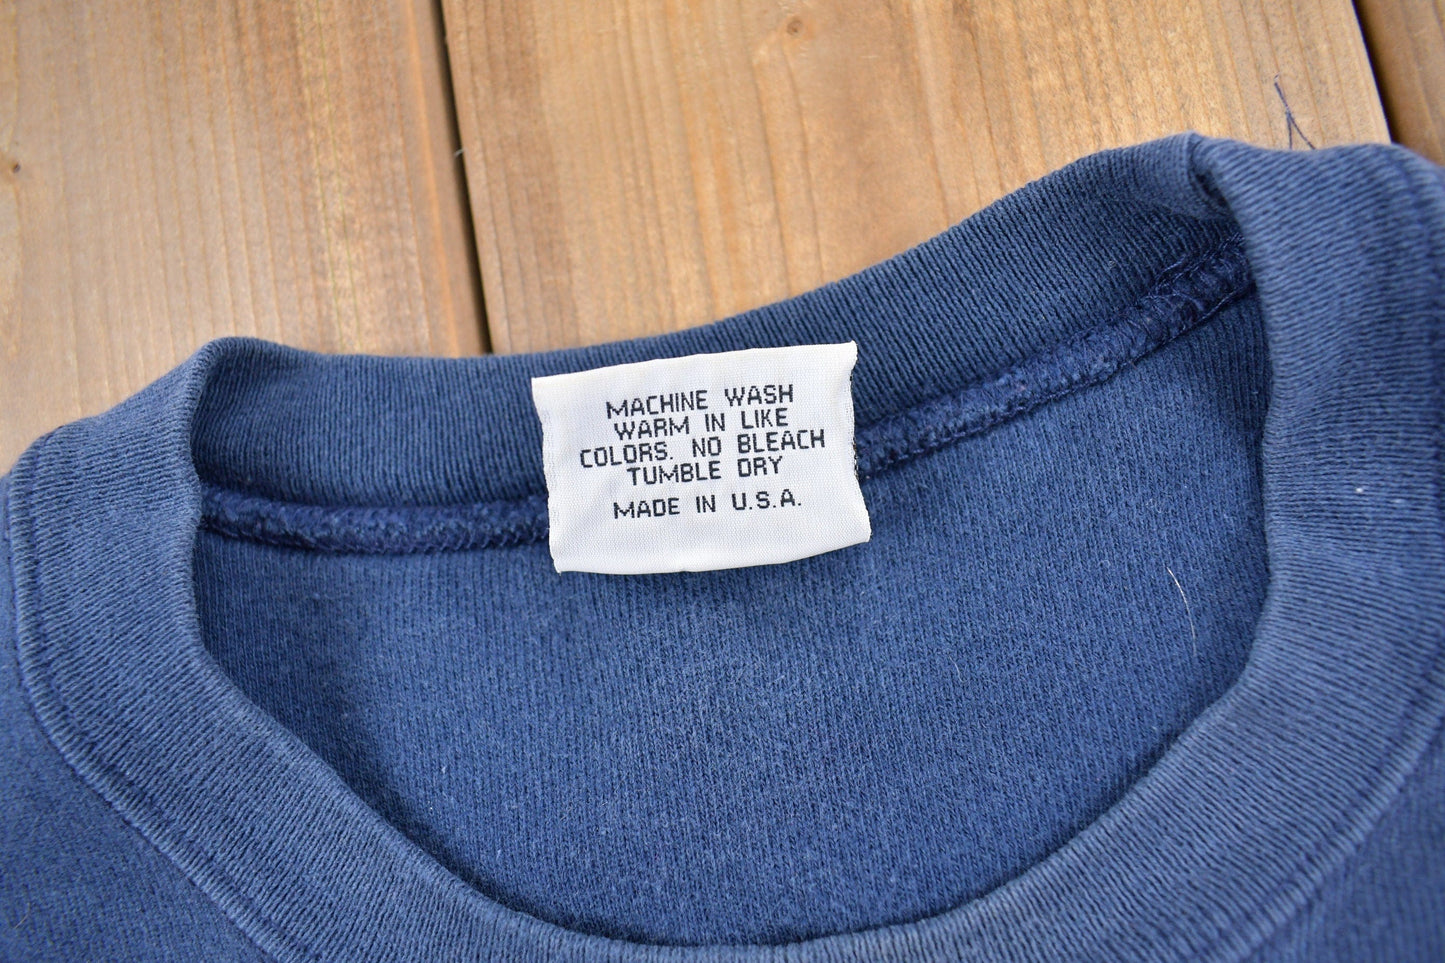 MACHINE WASH
WARM IN LIKE
COLORS. NO BLEACH
TUMBLE DRY
MADE IN U.S.A.